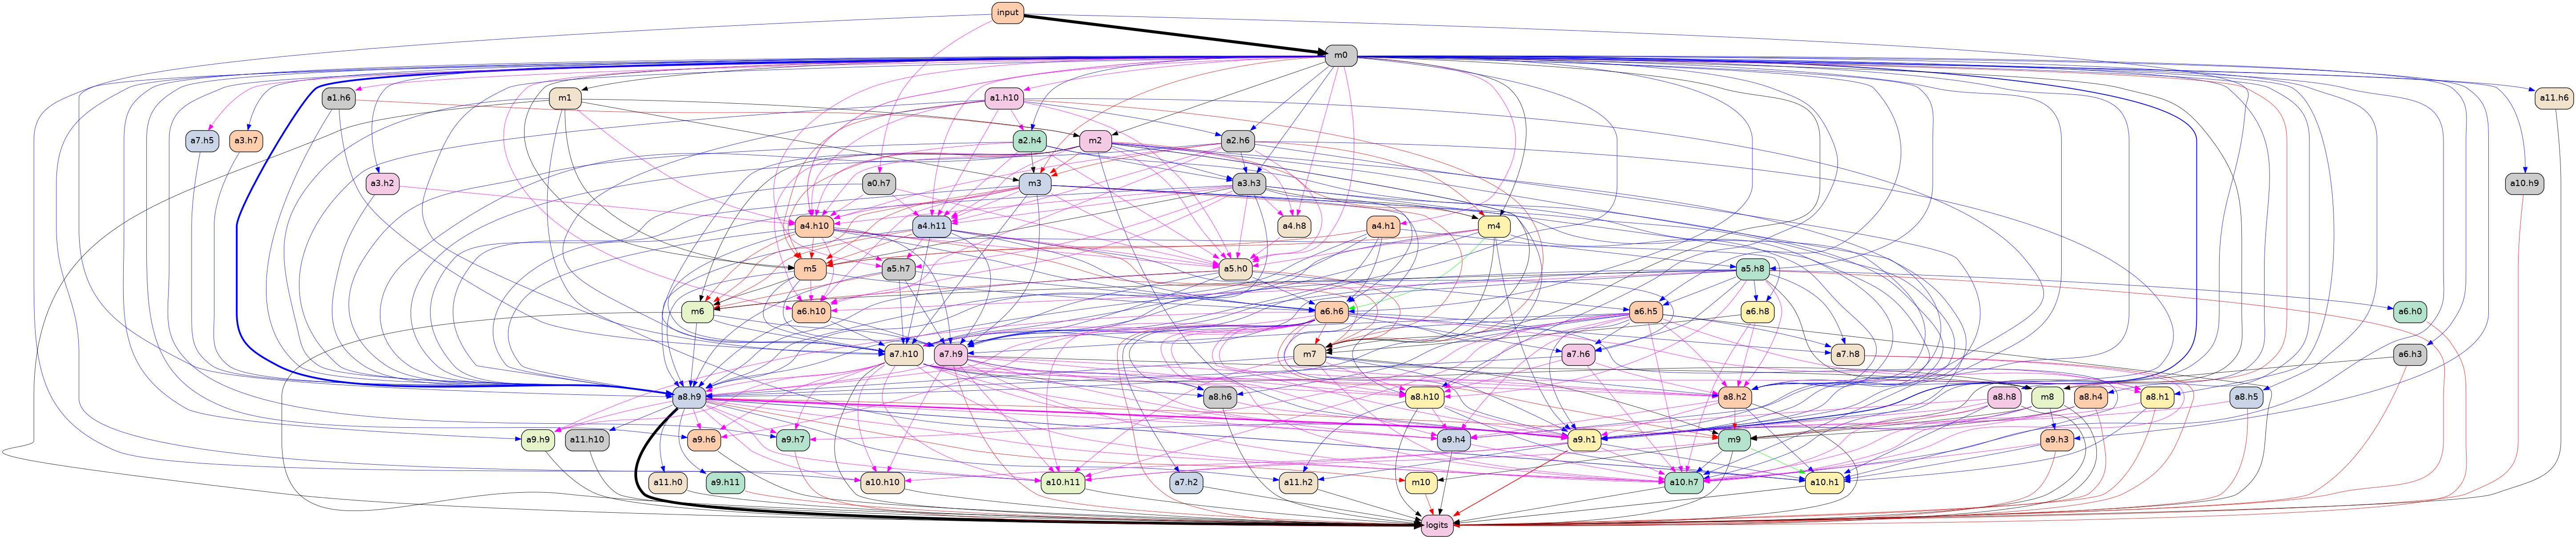 input
m0
a1.h6 m1 a1.h10 a11.h6
a7.h5 a3.h7 a2.h4 m2 a2.h6
a3.h2 a0.h7 m3 a3.h3 a10.h9
a4.h10 a4.h11 a4.h8 a4.h1 m4
m5 a5.h7 a5.h0 a5.h8
m6 a6.h10 a6.h6 a6.h5 a6.h8 a6.h0
a7.h10 a7.h9 m7 a7.h6 a7.h8 a6.h3
a8.h9 a8.h6 a8.h10 a8.h2 a8.h8 m8 a8.h4 a8.h1 a8.h5
a9.h9 a11.h10 a9.h6 a9.h7 a9.h4 a9.h1 m9 a9.h3
a11.h0 a9.h11 a10.h10 a10.h11 a7.h2 a11.h2 m10 a10.h7 a10.h1
logits